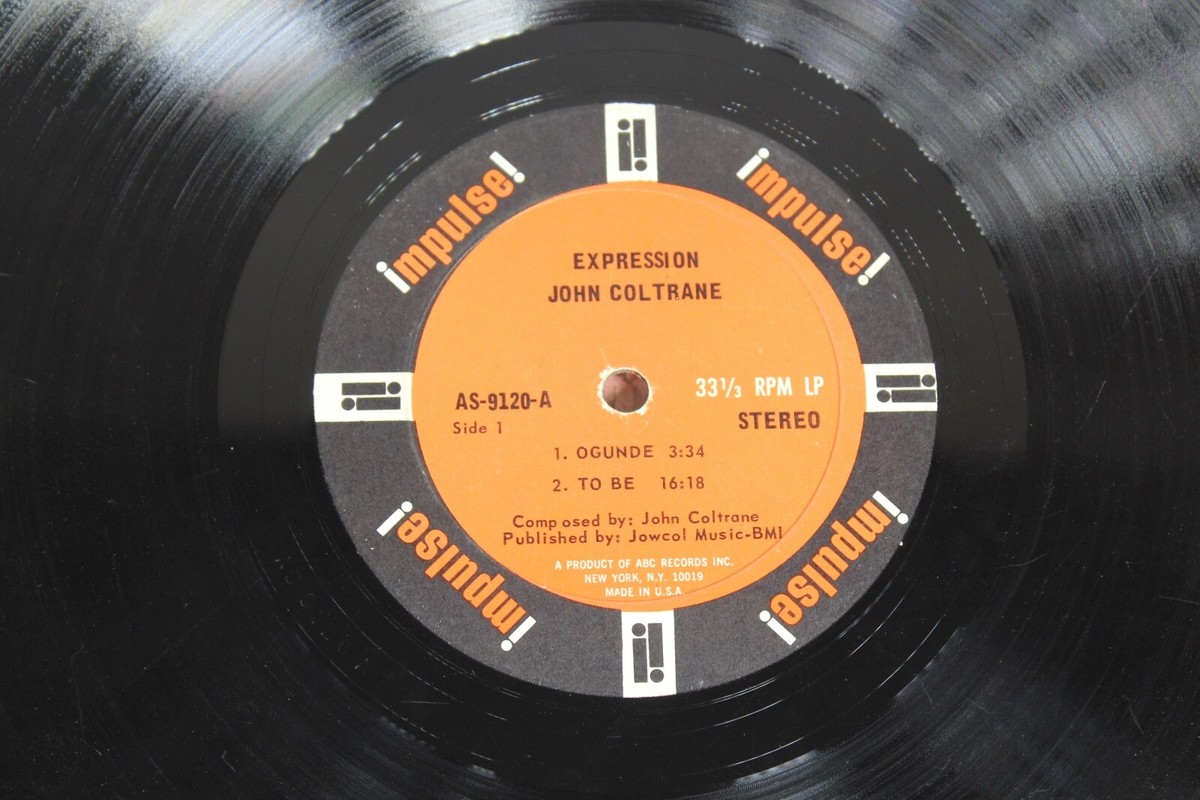 impulse!
impulse!
EXPRESSION
JOHN COLTRANE
AS-9120-A
33 1/3 RPM LP
Side 1
STEREO
1. OGUNDE 3:34
2. TO BE 16:18
Composed by: John Coltrane
Published by: Jowcol Music-BMI
A PRODUCT OF ABC RECORDS INC.
NEW YORK, N.Y. 10019
MADE IN U.S.A
impulse!
impulse!